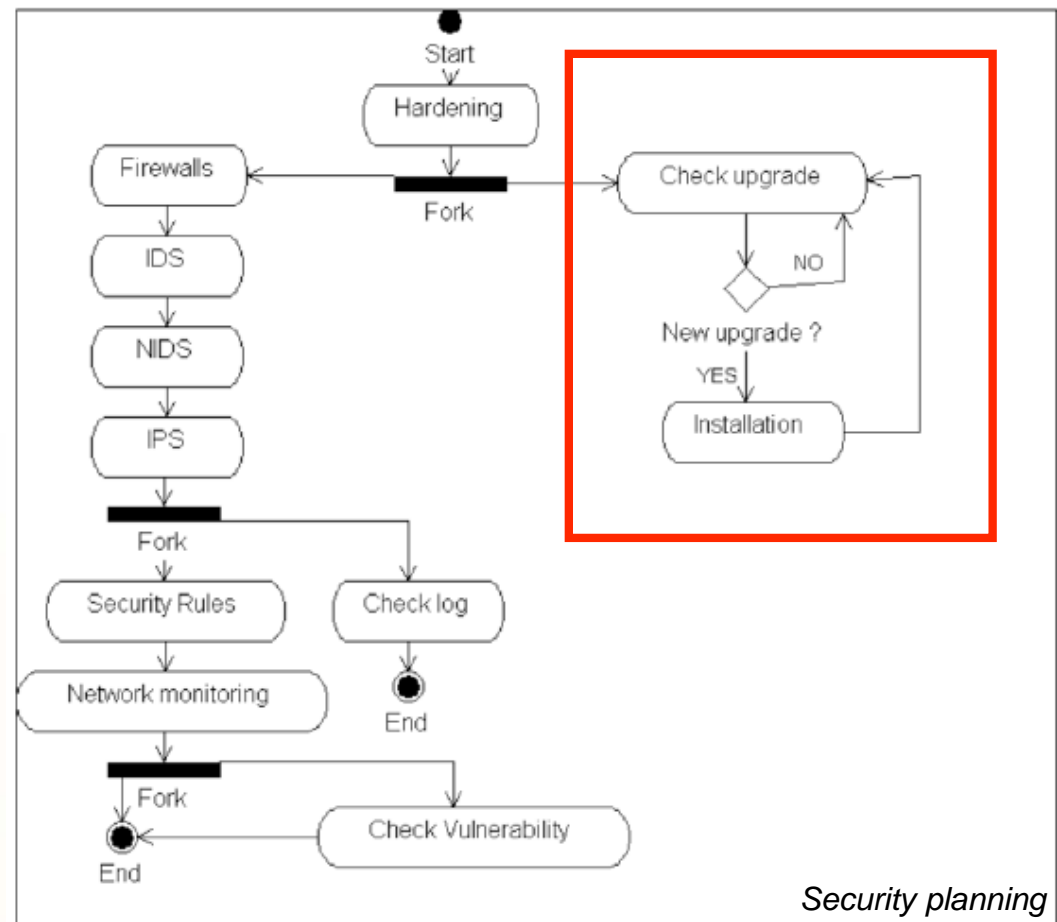 Start
Hardening
Fork
Firewalls
IDS
NIDS
IPS
Fork
Security Rules
Network monitoring
Fork
End
Check log
End
Check Vulnerability
Check upgrade
NO
New upgrade ?
YES
Installation
Security planning